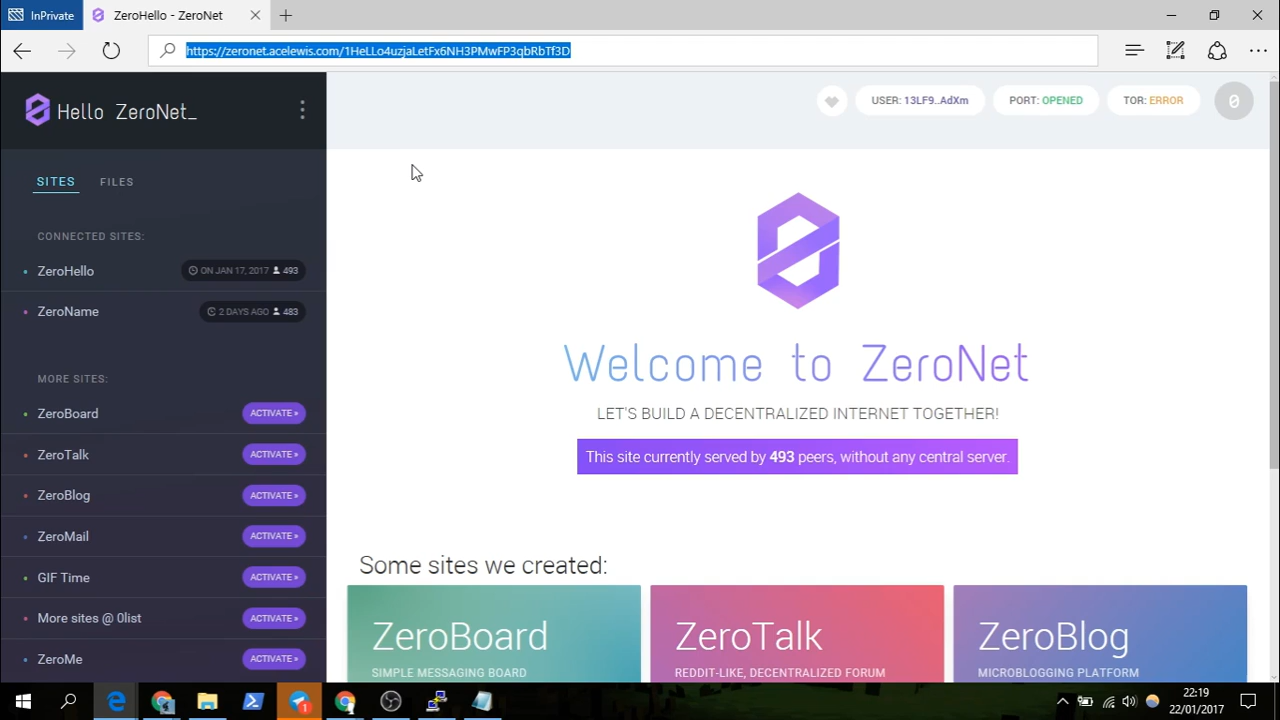 InPrivate
ZeroHello - ZeroNet
https://zeronet.acelewis.com/1HeLLo4uzjaLetFx6NH3PMwFP3qbRbTf3D
Hello ZeroNet_
USER: 13LF9..AdXm
PORT: OPENED
TOR: ERROR
0
SITES
FILES
CONNECTED SITES:
ZeroHello
ON JAN 17, 2017 493
ZeroName
2 DAYS AGO 483
MORE SITES:
ZeroBoard
ACTIVATE »
ZeroTalk
ACTIVATE »
ZeroBlog
ACTIVATE »
ZeroMail
ACTIVATE »
GIF Time
ACTIVATE »
More sites @ 0list
ACTIVATE »
ZeroMe
ACTIVATE »
Welcome to ZeroNet
LET'S BUILD A DECENTRALIZED INTERNET TOGETHER!
This site currently served by 493 peers, without any central server.
Some sites we created:
ZeroBoard
SIMPLE MESSAGING BOARD
ZeroTalk
REDDIT-LIKE, DECENTRALIZED FORUM
ZeroBlog
MICROBLOGGING PLATFORM
22:19
22/01/2017